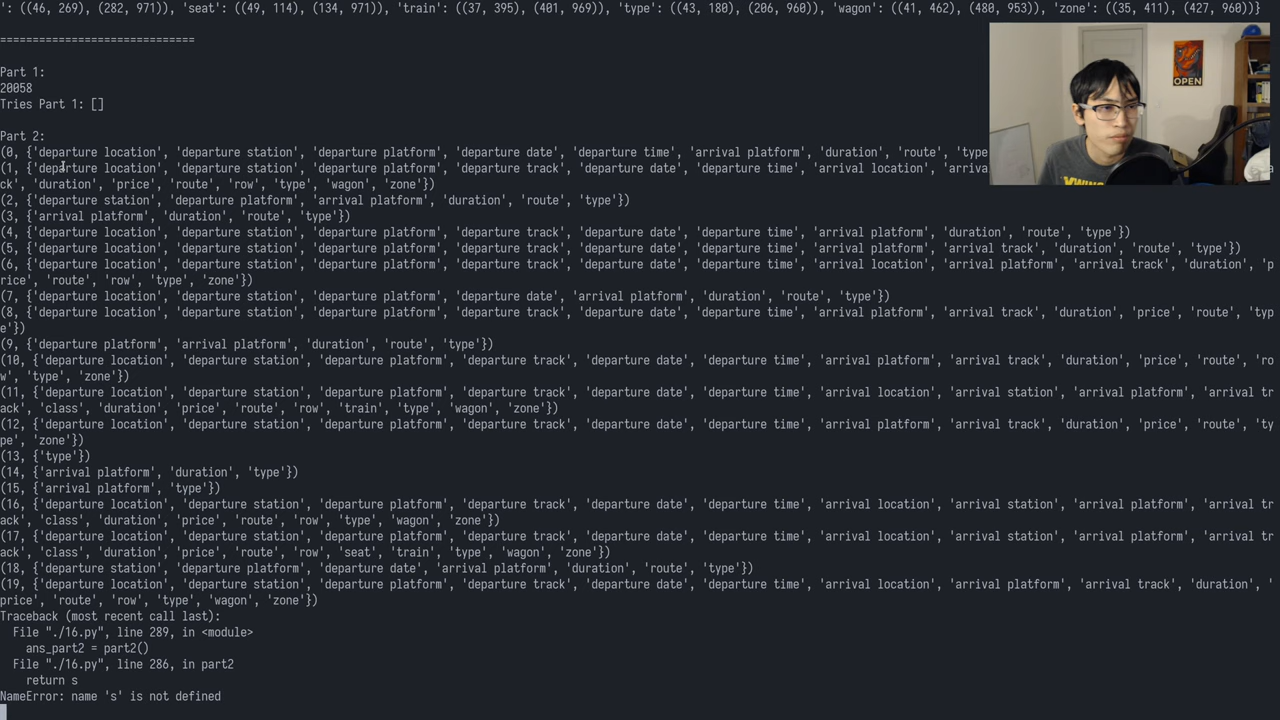 ': ((46, 269), (282, 971)), 'seat': ((49, 114), (134, 971)), 'train': ((37, 395), (401, 969)), 'type': ((43, 180), (206, 960)), 'wagon': ((41, 462), (480, 953)), 'zone': ((35, 411), (427, 960))}
==============================
Part 1:
20058
Tries Part 1: []
Part 2:
(0, {'departure location', 'departure station', 'departure platform', 'departure date', 'departure time', 'arrival platform', 'duration', 'route', 'type
(1, {'departure location', 'departure station', 'departure platform', 'departure track', 'departure date', 'departure time', 'arrival location',
ck', 'duration', 'price', 'route', 'row', 'type', 'wagon', 'zone'})
(2, {'departure station', 'departure platform', 'arrival platform', 'duration', 'route', 'type'})
(3, {'arrival platform', 'duration', 'route', 'type'})
(4, {'departure location', 'departure station', 'departure platform', 'departure track', 'departure date', 'departure time', 'arrival platform', 'duration', 'route', 'type'})
(5, {'departure location', 'departure station', 'departure platform', 'departure track', 'departure date', 'departure time', 'arrival platform', 'arrival track', 'duration', 'route', 'type'})
(6, {'departure location', 'departure station', 'departure platform', 'departure track', 'departure date', 'departure time', 'arrival location', 'arrival platform', 'arrival track', 'duration', 'p
rice', 'route', 'row', 'type', 'zone'})
(7, {'departure location', 'departure station', 'departure platform', 'departure date', 'arrival platform', 'duration', 'route', 'type'})
(8, {'departure location', 'departure station', 'departure platform', 'departure track', 'departure date', 'departure time', 'arrival platform', 'arrival track', 'duration', 'price', 'route', 'typ
e'})
(9, {'departure platform', 'arrival platform', 'duration', 'route', 'type'})
(10, {'departure location', 'departure station', 'departure platform', 'departure track', 'departure date', 'departure time', 'arrival platform', 'arrival track', 'duration', 'price', 'route', 'ro
w', 'type', 'zone'})
(11, {'departure location', 'departure station', 'departure platform', 'departure track', 'departure date', 'departure time', 'arrival location', 'arrival station', 'arrival platform', 'arrival tr
ack', 'class', 'duration', 'price', 'route', 'row', 'train', 'type', 'wagon', 'zone'})
(12, {'departure location', 'departure station', 'departure platform', 'departure track', 'departure date', 'departure time', 'arrival platform', 'arrival track', 'duration', 'price', 'route', 'ty
pe', 'zone'})
(13, {'type'})
(14, {'arrival platform', 'duration', 'type'})
(15, {'arrival platform', 'type'})
(16, {'departure location', 'departure station', 'departure platform', 'departure track', 'departure date', 'departure time', 'arrival location', 'arrival station', 'arrival platform', 'arrival tr
ack', 'class', 'duration', 'price', 'route', 'row', 'type', 'wagon', 'zone'})
(17, {'departure location', 'departure station', 'departure platform', 'departure track', 'departure date', 'departure time', 'arrival location', 'arrival station', 'arrival platform', 'arrival tr
ack', 'class', 'duration', 'price', 'route', 'row', 'seat', 'train', 'type', 'wagon', 'zone'})
(18, {'departure station', 'departure platform', 'departure date', 'arrival platform', 'duration', 'route', 'type'})
(19, {'departure location', 'departure station', 'departure platform', 'departure track', 'departure date', 'departure time', 'arrival location', 'arrival platform', 'arrival track', 'duration', '
price', 'route', 'row', 'type', 'wagon', 'zone'})
Traceback (most recent call last):
File "./16.py", line 289, in <module>
ans_part2 = part2()
File "./16.py", line 286, in part2
return s
NameError: name 's' is not defined
OPEN